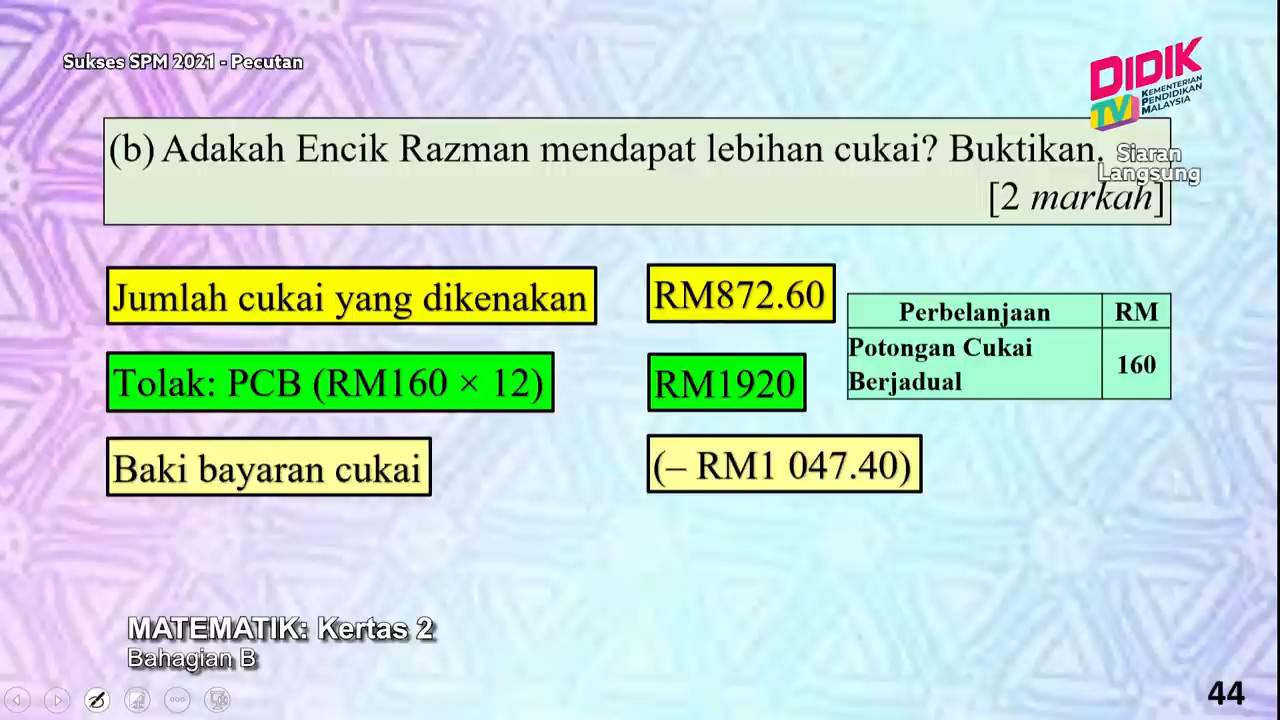 Sukses SPM 2021 - Pecutan
DIDIK
TV
KEMENTERIAN
PENDIDIKAN
MALAYSIA
Siaran
Langsung
(b) Adakah Encik Razman mendapat lebihan cukai? Buktikan.
[2 markah]
Jumlah cukai yang dikenakan RM872.60
Perbelanjaan RM
Potongan Cukai
Berjadual 160
Tolak: PCB (RM160 × 12) RM1920
Baki bayaran cukai (– RM1 047.40)
MATEMATIK: Kertas 2
Bahagian B
44